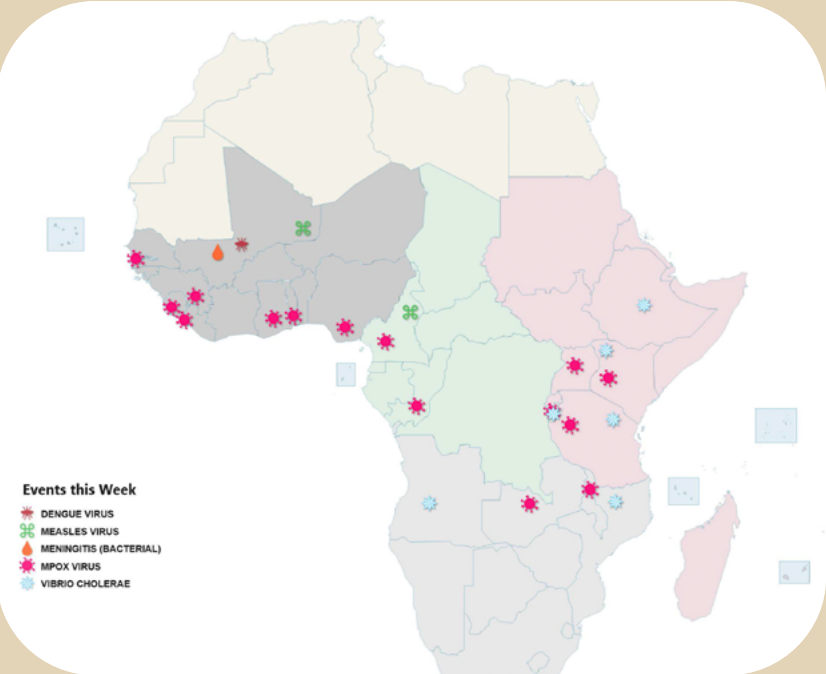 Events this Week
DENGUE VIRUS
MEASLES VIRUS
MENINGITIS (BACTERIAL)
MPOX VIRUS
VIBRIO CHOLERAE